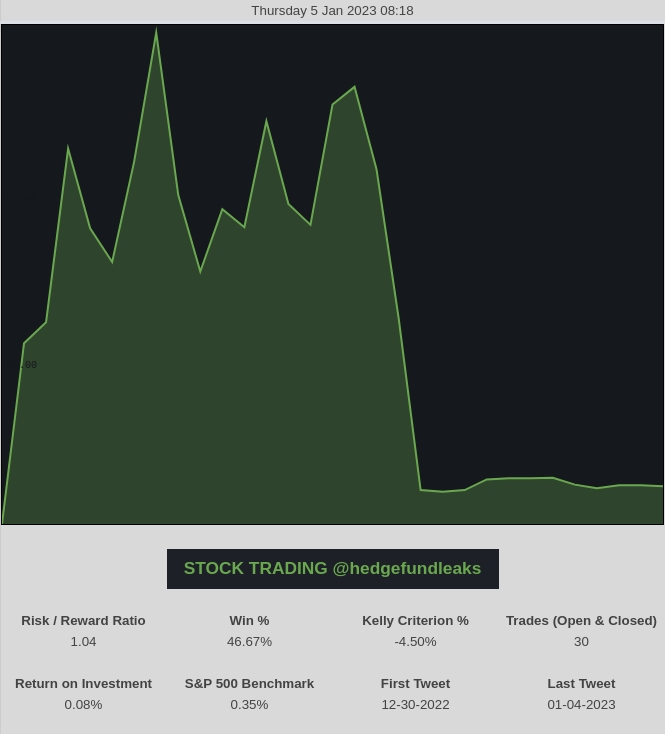 Thursday 5 Jan 2023 08:18
.00
STOCK TRADING @hedgefundleaks
Risk / Reward Ratio Win % Kelly Criterion % Trades (Open & Closed)
1.04 46.67% -4.50% 30
Return on Investment S&P 500 Benchmark First Tweet Last Tweet
0.08% 0.35% 12-30-2022 01-04-2023